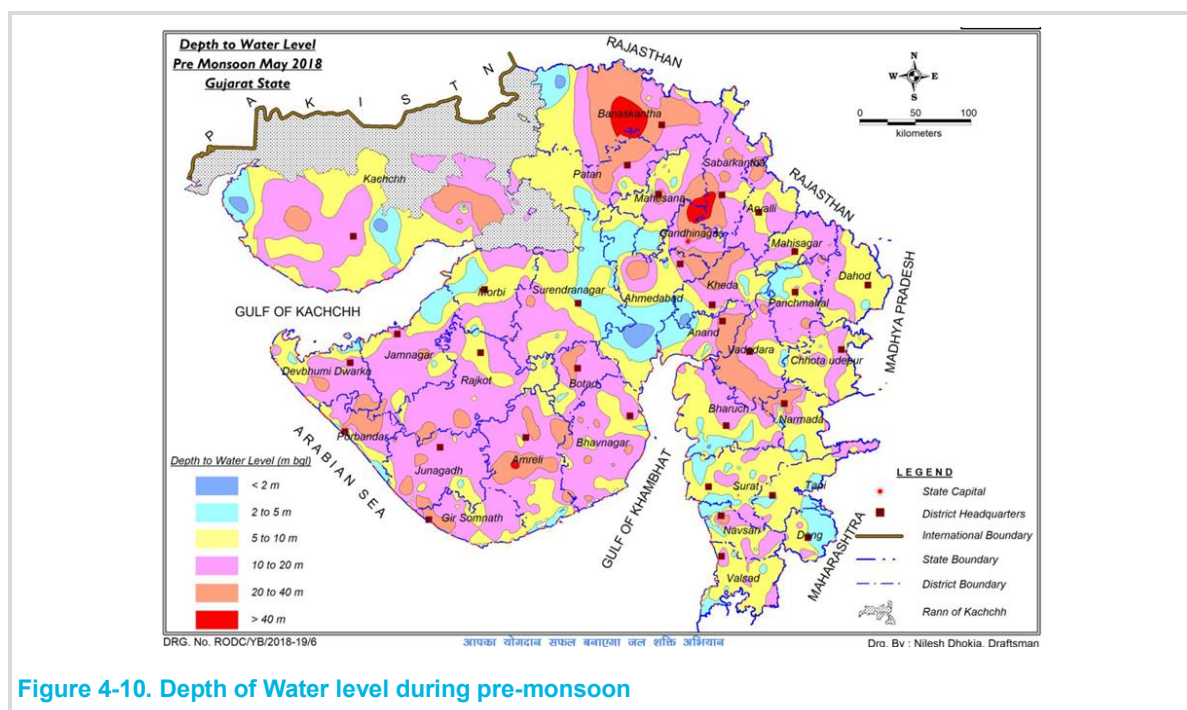 Depth to Water Level
Pre Monsoon May 2018
Gujarat State
RAJASTHAN
N
W E
S
0 50 100
kilometers
P A K I S T N
Banaskantha
Sabarkantha
Patan
Kachchh
Mahesana
RAJASTHAN
Arvalli
Gandhinagar
Mahisagar
Dahod
Kheda
Panchmahal
Morbi
Surendranagar
Ahmedabad
MADHYA PRADESH
GULF OF KACHCHH
Anand
Vadodara
Chhota udepur
Jamnagar
Devbhumi Dwarka
Rajkot
Botad
Bharuch
Narmada
Porbandar
Bhavnagar
ARABIAN SEA
Amreli
Junagadh
GULF OF KHAMBHAT
Gir Somnath
Surat
Tapi
Navsari
Dang
MAHARASHTRA
Valsad
Depth to Water Level (m bgl)
< 2 m
2 to 5 m
5 to 10 m
10 to 20 m
20 to 40 m
> 40 m
LEGEND
State Capital
District Headquarters
International Boundary
State Boundary
District Boundary
Rann of Kachchh
DRG. No. RODC/YB/2018-19/6
आपका योगदान सफल बनाएगा जल शक्ति अभियान
Drg. By : Nilesh Dhokia, Draftsman
Figure 4-10. Depth of Water level during pre-monsoon